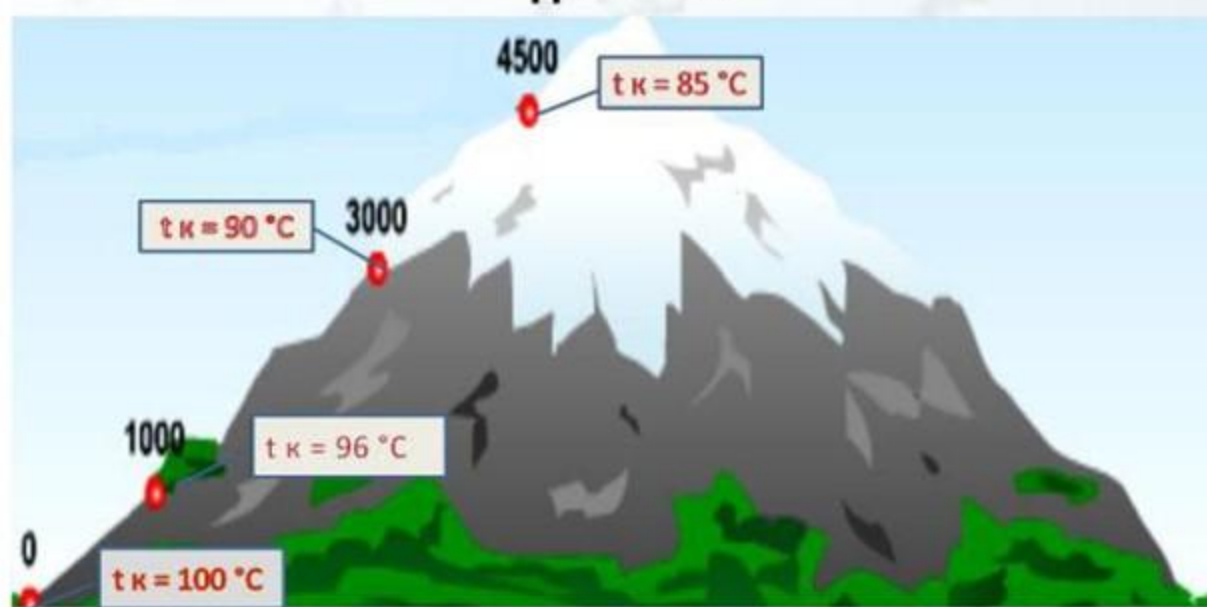 4500
t к = 85 °C
3000
t к = 90 °C
1000
t к = 96 °C
0
t к = 100 °C